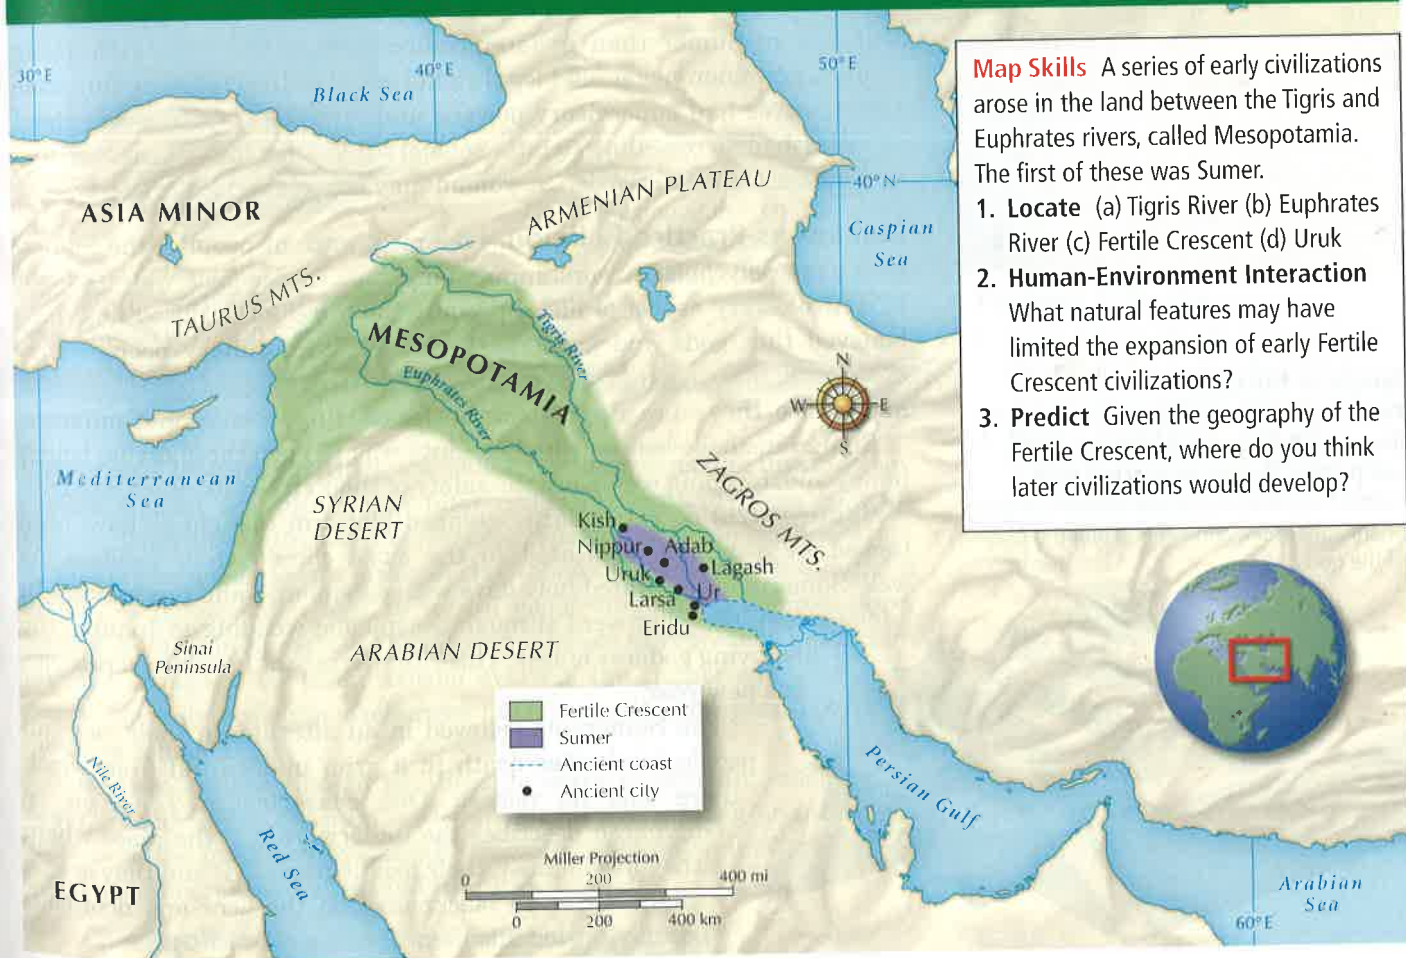 30°E
40°E
50°E
Black Sea
40°N
ASIA MINOR
ARMENIAN PLATEAU
Caspian
Sea
TAURUS MTS.
MESOPOTAMIA
Tigris River
Euphrates River
N
W
E
S
Mediterranean
Sea
SYRIAN
DESERT
ZAGROS MTS.
Kish
Nippur
Adab
Uruk
Lagash
Larsa
Ur
Eridu
Sinai
Peninsula
ARABIAN DESERT
Nile River
Red Sea
EGYPT
Persian Gulf
Arabian
Sea
60°E
Fertile Crescent
Sumer
Ancient coast
Ancient city
Miller Projection
0 200 400 mi
0 200 400 km
Map Skills A series of early civilizations
arose in the land between the Tigris and
Euphrates rivers, called Mesopotamia.
The first of these was Sumer.
1. Locate (a) Tigris River (b) Euphrates
River (c) Fertile Crescent (d) Uruk
2. Human-Environment Interaction
What natural features may have
limited the expansion of early Fertile
Crescent civilizations?
3. Predict Given the geography of the
Fertile Crescent, where do you think
later civilizations would develop?